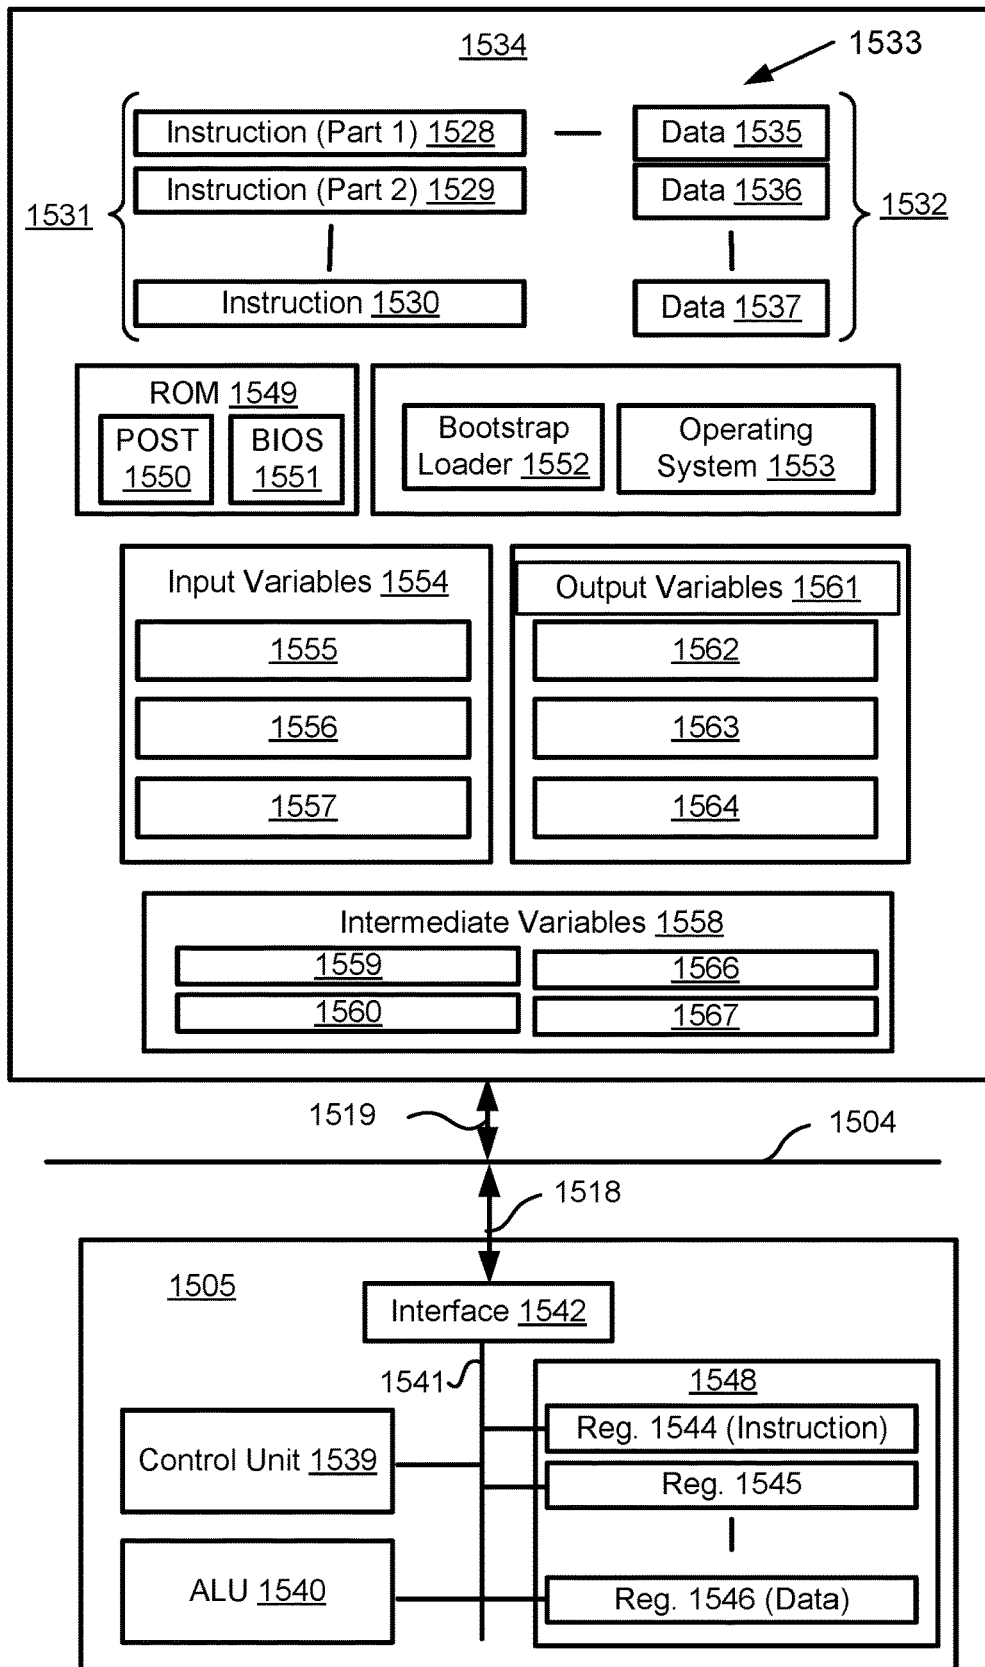 1534
1533
Instruction (Part 1) 1528
Data 1535
Instruction (Part 2) 1529
Data 1536
1531
1532
Instruction 1530
Data 1537
ROM 1549
POST
1550
BIOS
1551
Bootstrap
Loader 1552
Operating
System 1553
Input Variables 1554
1555
1556
1557
Output Variables 1561
1562
1563
1564
Intermediate Variables 1558
1559
1566
1560
1567
1519
1504
1518
1505
Interface 1542
1541
1548
Reg. 1544 (Instruction)
Control Unit 1539
Reg. 1545
ALU 1540
Reg. 1546 (Data)